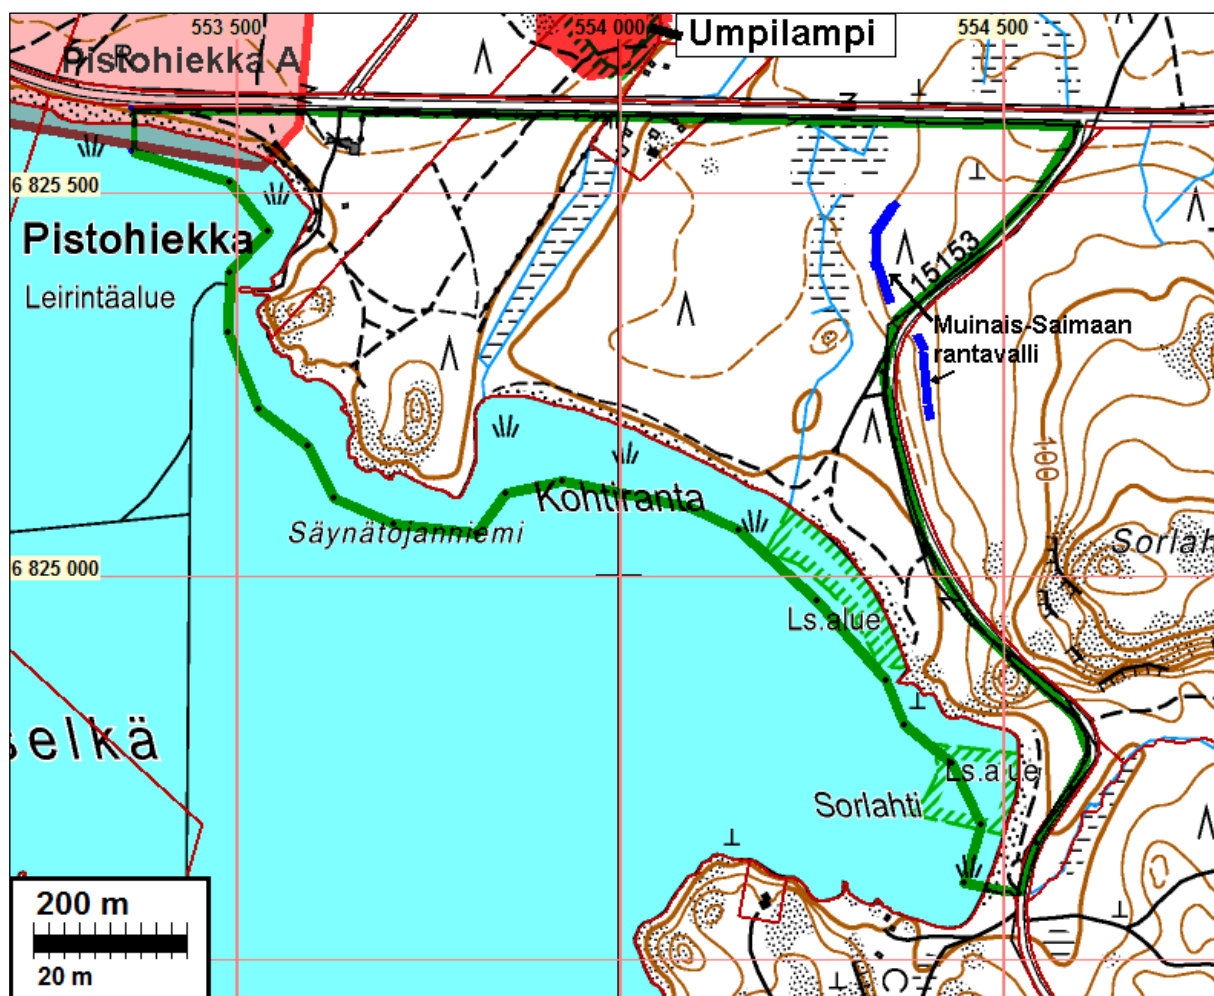 553 500
554 000
554 500
Umpilampi
R
Pistohiekka A
6 825 500
Pistohiekka
Leirintäalue
15153
Muinais-Saimaan
rantavalli
100
Kohtiranta
Säynätojanniemi
Sorlah
6 825 000
Ls.alue
selkä
Ls.alue
Sorlahti
200 m
20 m